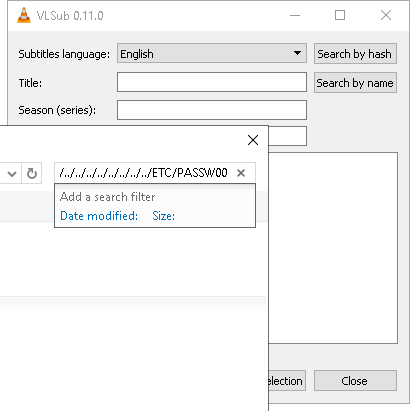 VLSub 0.11.0
Subtitles language: English Search by hash
Title: Search by name
Season (series):
/../../../../../../../../ETC/PASSW00
Add a search filter
Date modified: Size:
election Close